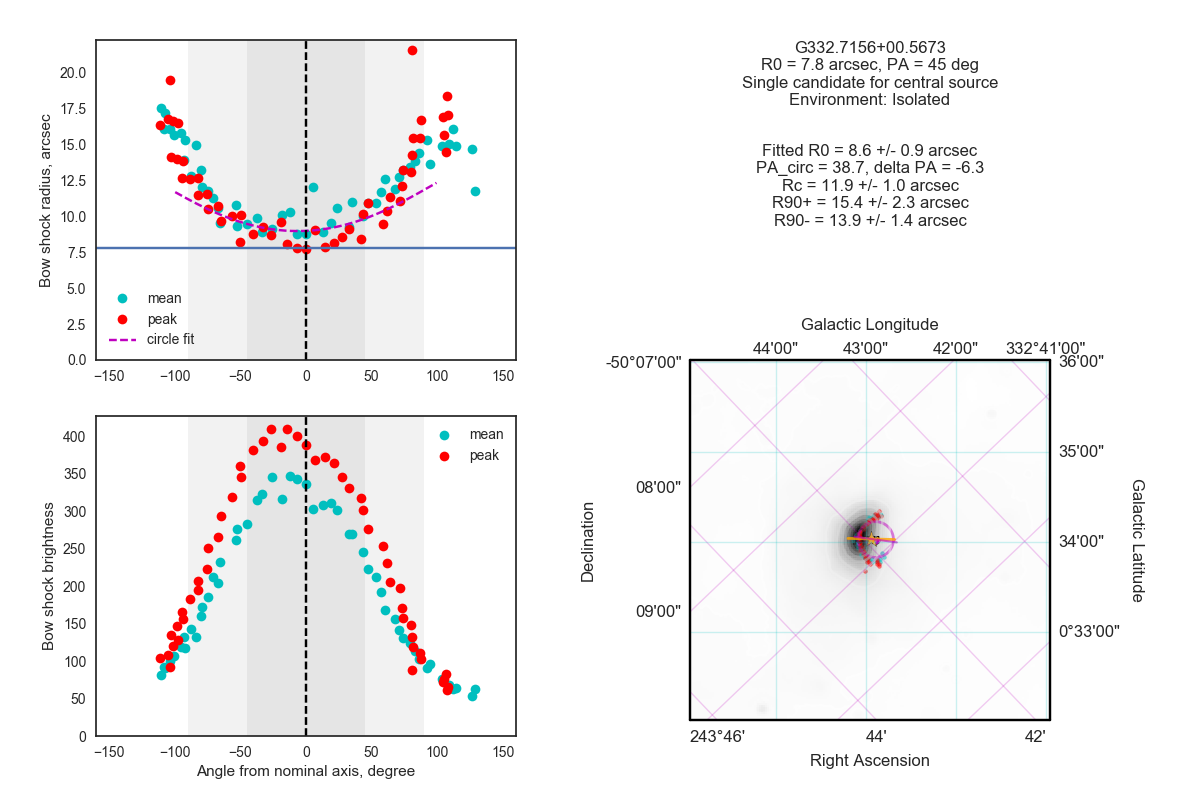 20.0
17.5
15.0
12.5
10.0
7.5
5.0
2.5
0.0
Bow shock radius, arcsec
mean
peak
circle fit
−150 −100 −50 0 50 100 150
400
350
300
250
200
150
100
50
0
Bow shock brightness
mean
peak
−150 −100 −50 0 50 100 150
Angle from nominal axis, degree
G332.7156+00.5673
R0 = 7.8 arcsec, PA = 45 deg
Single candidate for central source
Environment: Isolated
Fitted R0 = 8.6 +/- 0.9 arcsec
PA_circ = 38.7, delta PA = -6.3
Rc = 11.9 +/- 1.0 arcsec
R90+ = 15.4 +/- 2.3 arcsec
R90- = 13.9 +/- 1.4 arcsec
Galactic Longitude
44'00" 43'00" 42'00" 332°41'00"
-50°07'00"
08'00"
09'00"
Declination
36'00"
35'00"
34'00"
0°33'00"
Galactic Latitude
243°46' 44' 42'
Right Ascension